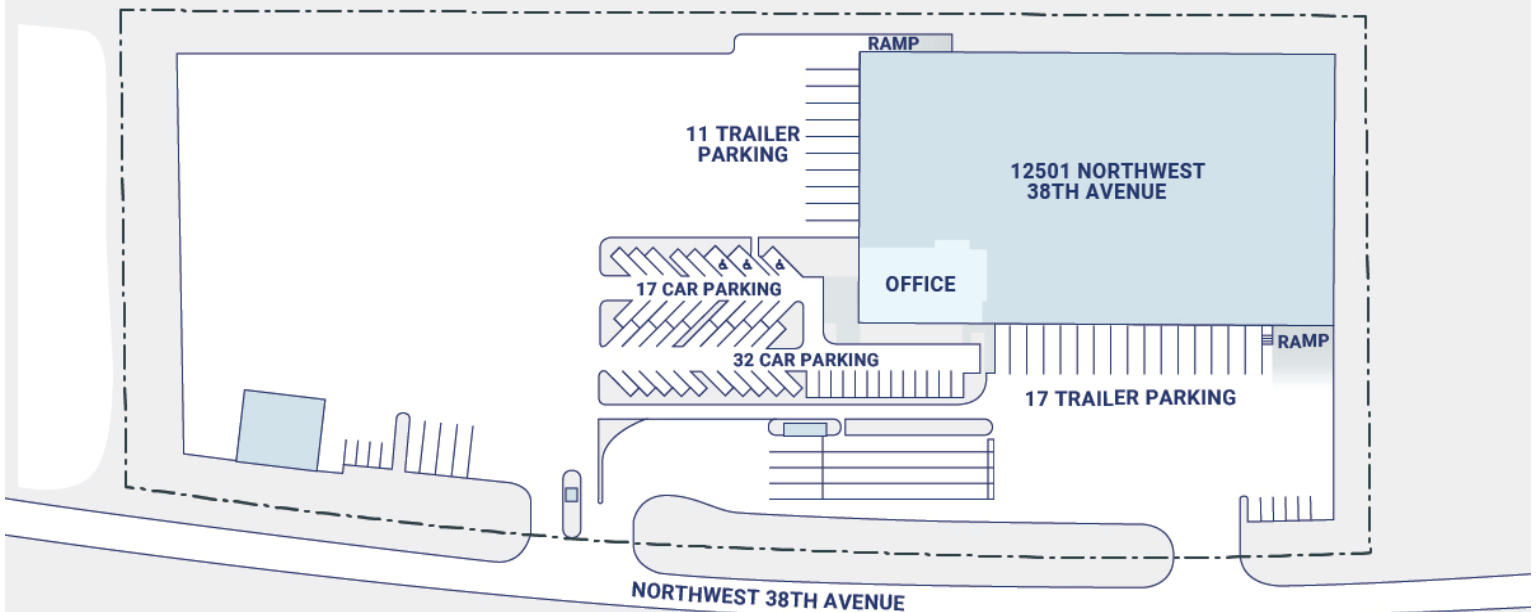 RAMP
11 TRAILER
PARKING
12501 NORTHWEST
38TH AVENUE
OFFICE
17 CAR PARKING
RAMP
32 CAR PARKING
17 TRAILER PARKING
NORTHWEST 38TH AVENUE